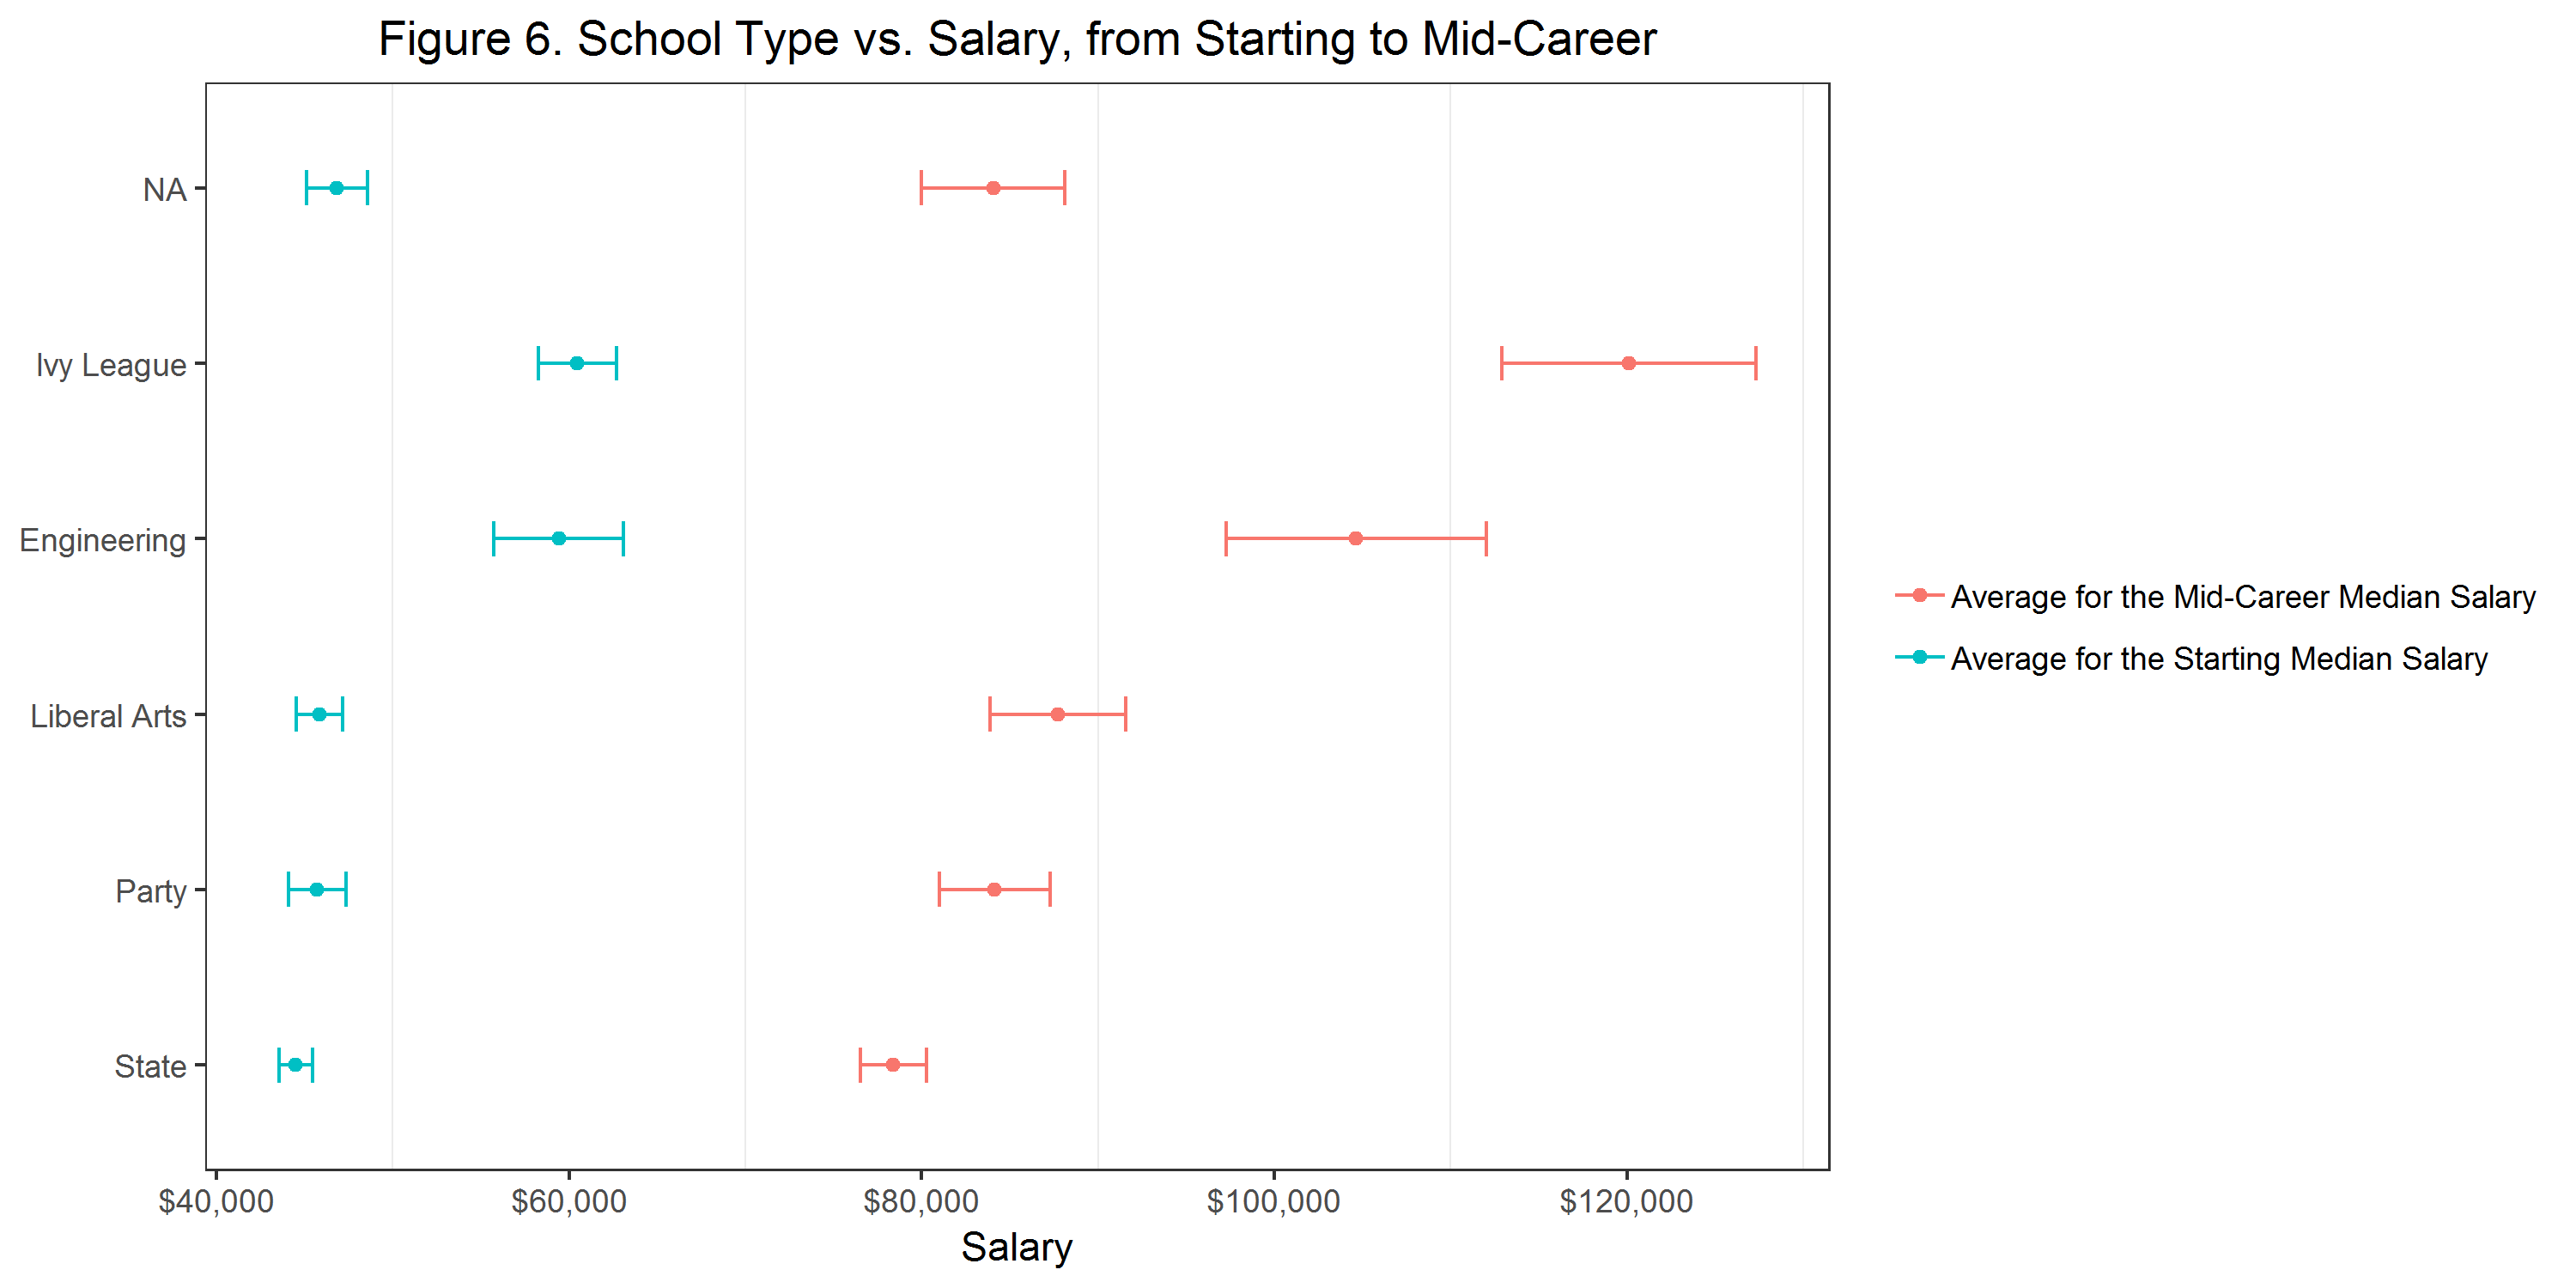 Figure 6. School Type vs. Salary, from Starting to Mid-Career
NA
Ivy League
Engineering
Liberal Arts
Party
State
$40,000
$60,000
$80,000
$100,000
$120,000
Salary
Average for the Mid-Career Median Salary
Average for the Starting Median Salary